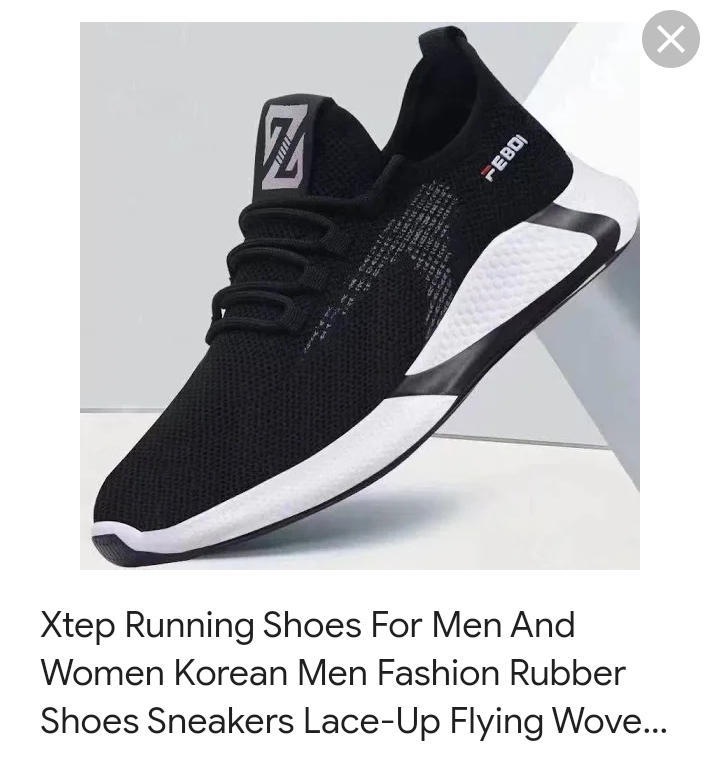 Z
FEBOI
Xtep Running Shoes For Men And
Women Korean Men Fashion Rubber
Shoes Sneakers Lace-Up Flying Wove...